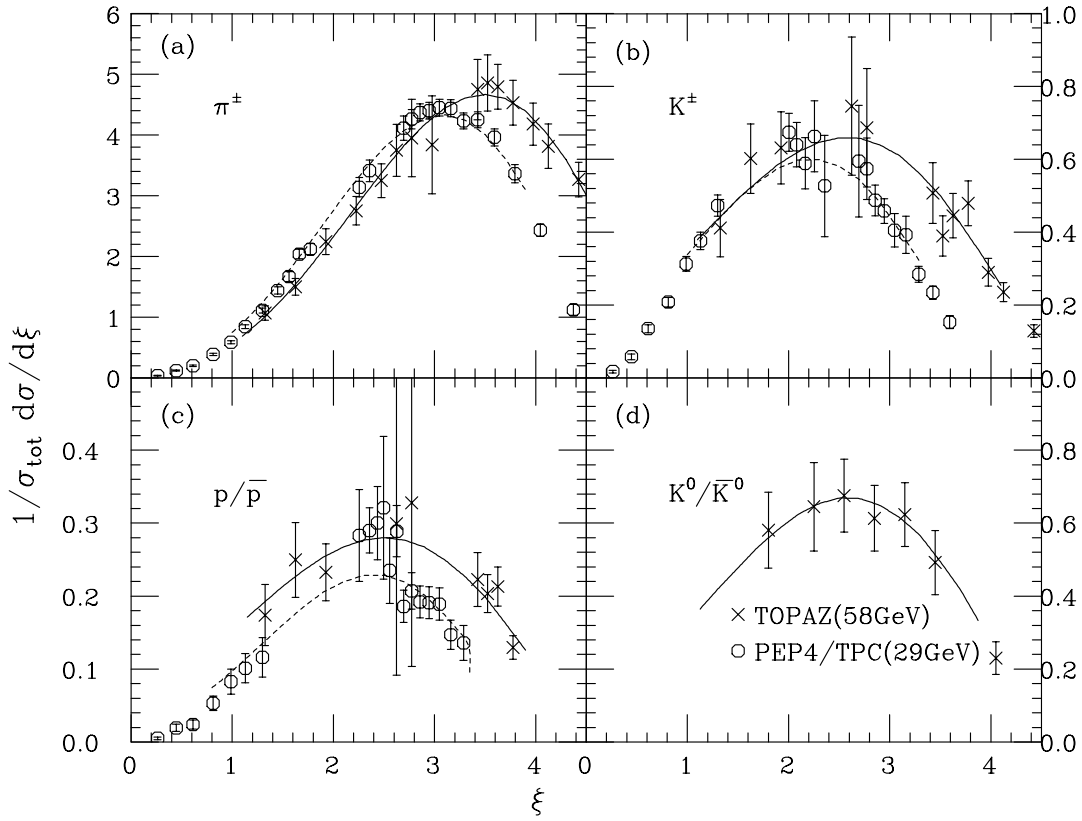 6
5
4
3
2
1
0
(a)
π±
1.0
0.8
0.6
0.4
0.2
0.0
(b)
K±
0.4
0.3
0.2
0.1
0.0
(c)
p/p̅
0.8
0.6
0.4
0.2
0.0
(d)
K⁰/K̅⁰
× TOPAZ(58GeV)
○ PEP4/TPC(29GeV)
0 1 2 3 4 0 1 2 3 4
ξ
1/σtot dσ/dξ